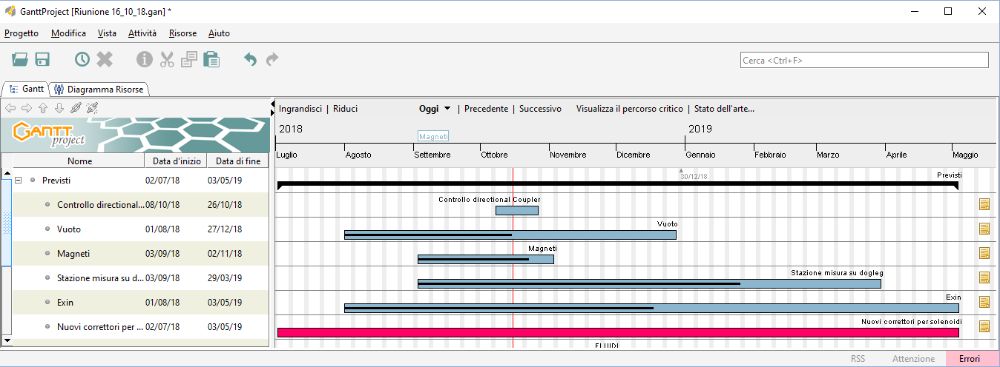 GanttProject [Riunione 16_10_18.gan] *
Progetto Modifica Vista Attività Risorse Aiuto
Cerca <Ctrl+F>
Gantt Diagramma Risorse
Ingrandisci | Riduci Oggi | Precedente | Successivo Visualizza il percorso critico | Stato dell'arte...
GANTT project
2018 2019
Magneti
Luglio Agosto Settembre Ottobre Novembre Dicembre Gennaio Febbraio Marzo Aprile Maggio
Nome Data d'inizio Data di fine
Previsti 02/07/18 03/05/19
30/12/18
Previsti
Controllo directional... 08/10/18 26/10/18
Controllo directional Coupler
Vuoto 01/08/18 27/12/18
Vuoto
Magneti 03/09/18 02/11/18
Magneti
Stazione misura su d... 03/09/18 29/03/19
Stazione misura su dogleg
Exin 01/08/18 03/05/19
Exin
Nuovi correttori per ... 02/07/18 03/05/19
Nuovi correttori per solenoidi
FLUIDI
RSS Attenzione Errori